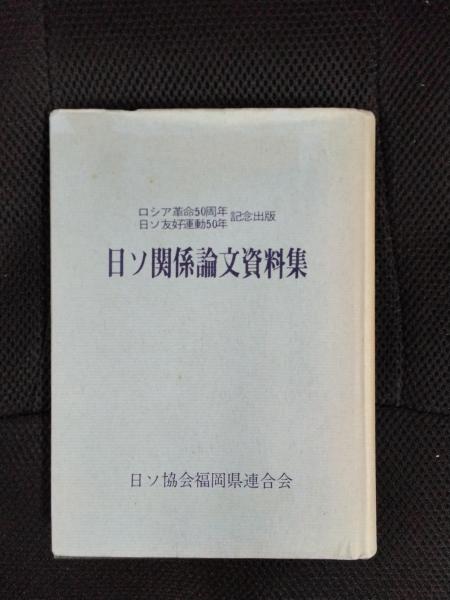 ロシア革命50周年
日ソ友好運動50年 記念出版
日ソ関係論文資料集
日ソ協会福岡県連合会